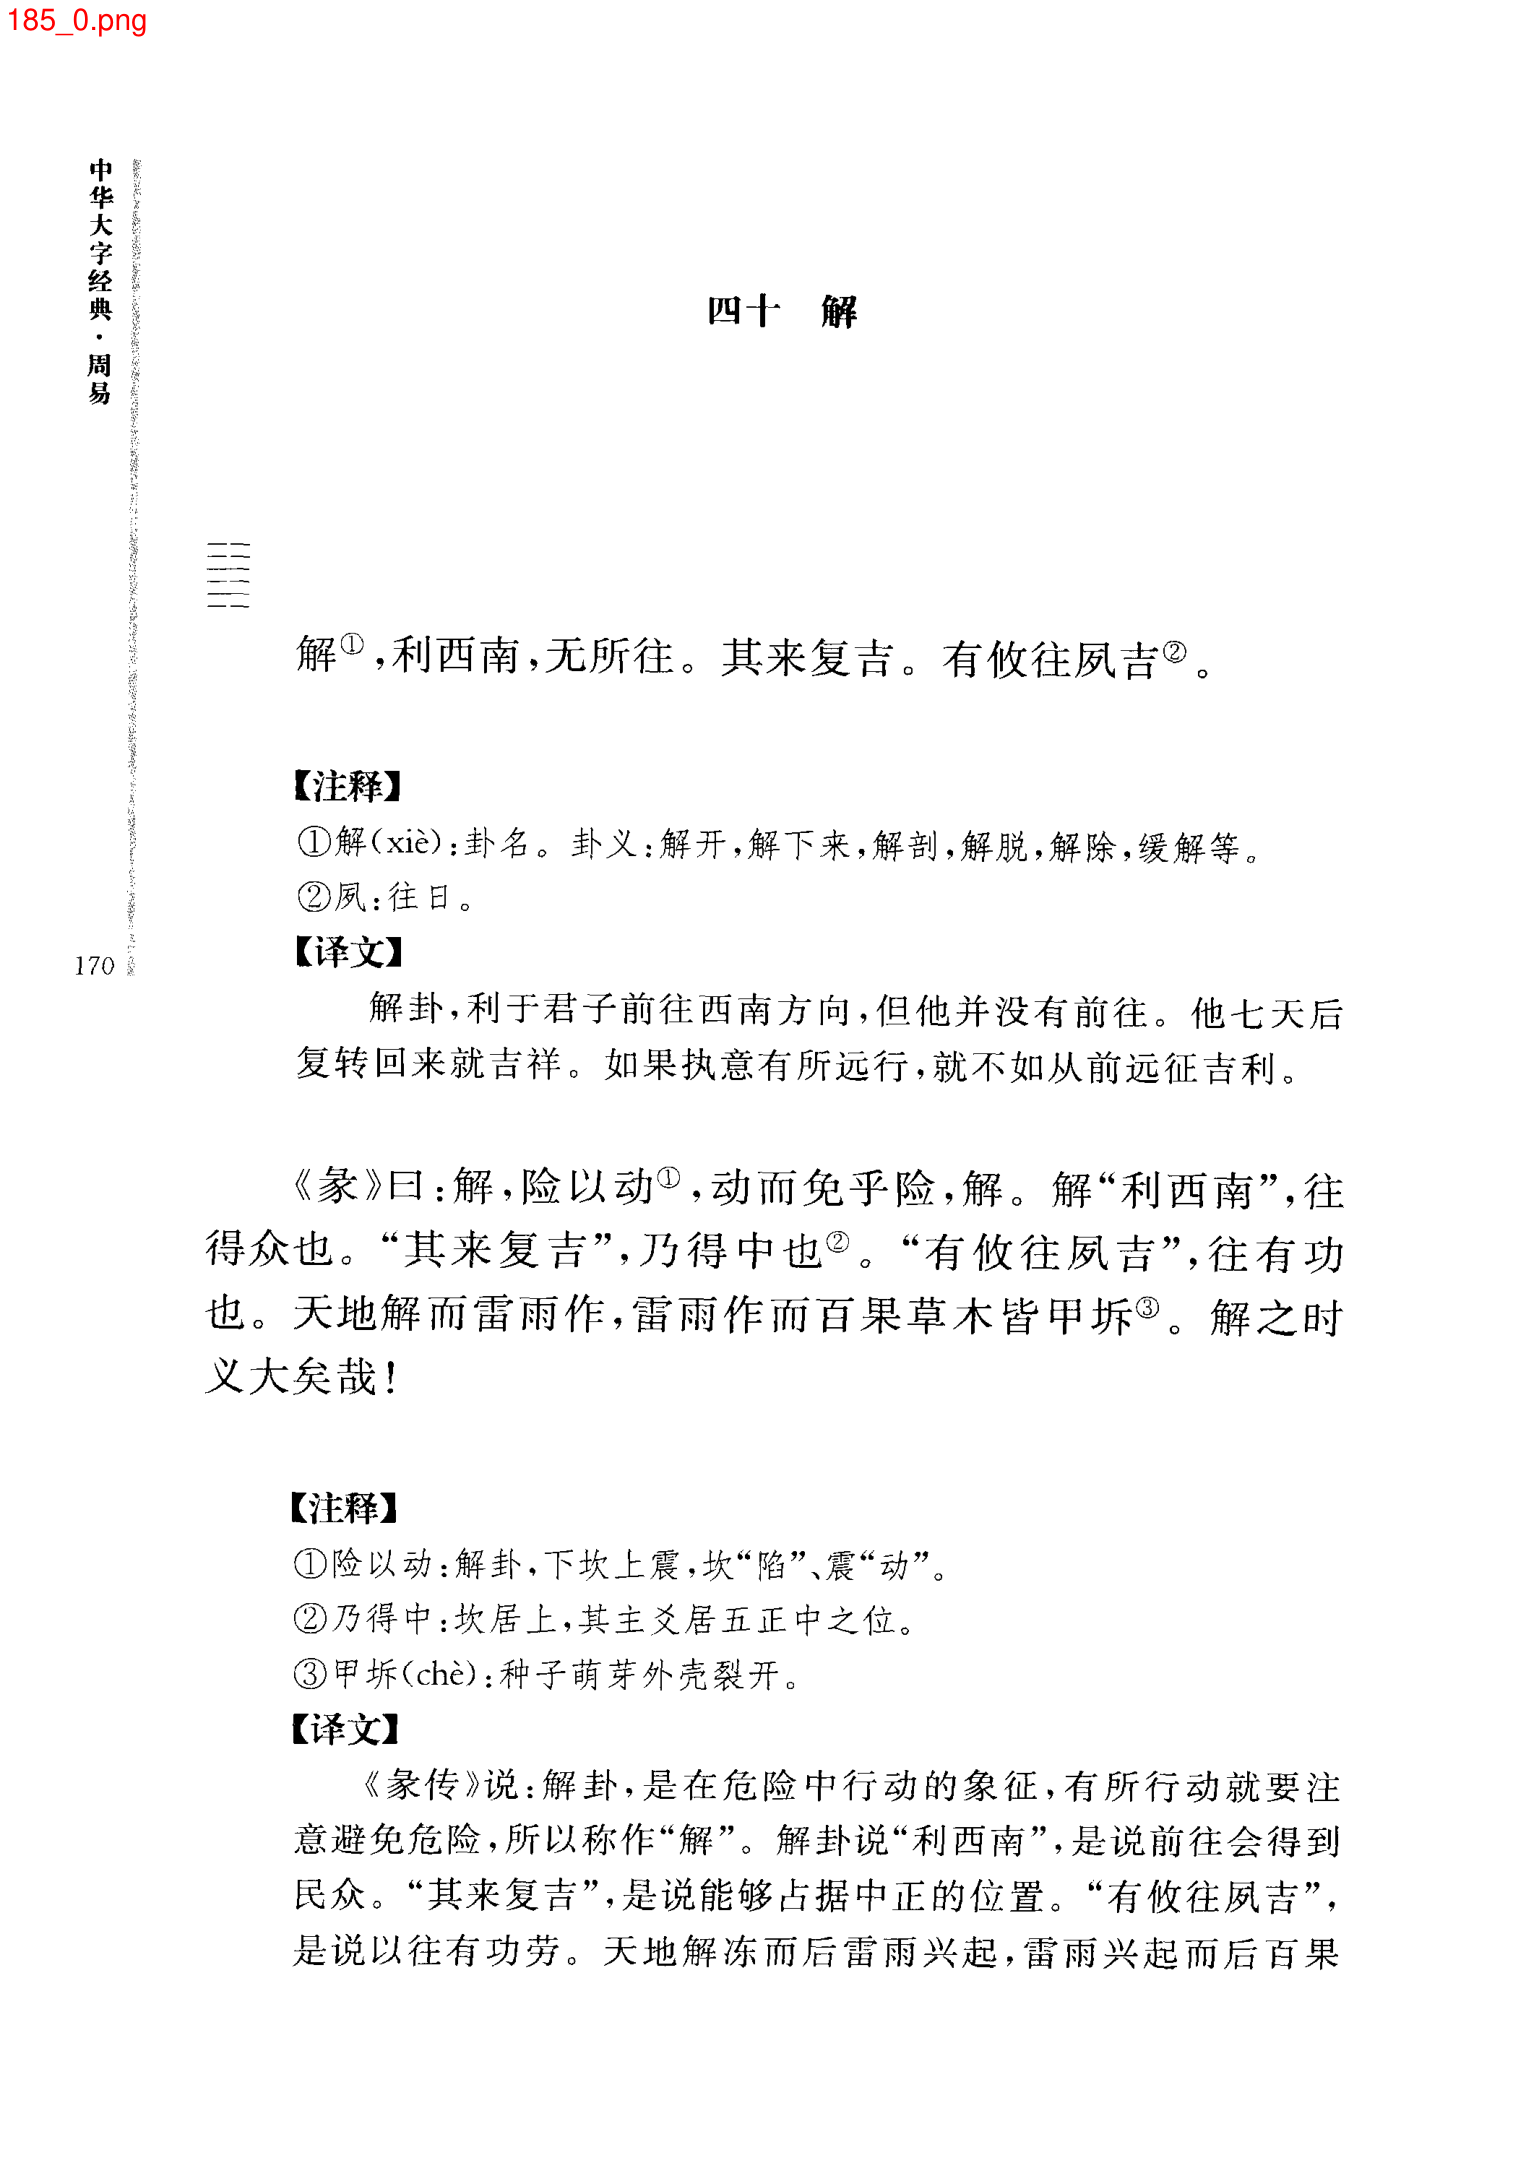 185_0.png
中华大字经典·周易
170
四十　解
解①,利西南,无所往。其来复吉。有攸往夙吉②。
【注释】
①解(xiè):卦名。卦义:解开,解下来,解剖,解脱,解除,缓解等。
②夙:往日。
【译文】
解卦,利于君子前往西南方向,但他并没有前往。他七天后
复转回来就吉祥。如果执意有所远行,就不如从前远征吉利。
《彖》曰:解,险以动①,动而免乎险,解。解“利西南”,往
得众也。“其来复吉”,乃得中也②。“有攸往夙吉”,往有功
也。天地解而雷雨作,雷雨作而百果草木皆甲坼③。解之时
义大矣哉!
【注释】
①险以动:解卦,下坎上震,坎“陷”、震“动”。
②乃得中:坎居上,其主爻居五正中之位。
③甲坼(chè):种子萌芽外壳裂开。
【译文】
《彖传》说:解卦,是在危险中行动的象征,有所行动就要注
意避免危险,所以称作“解”。解卦说“利西南”,是说前往会得到
民众。“其来复吉”,是说能够占据中正的位置。“有攸往夙吉”,
是说以往有功劳。天地解冻而后雷雨兴起,雷雨兴起而后百果